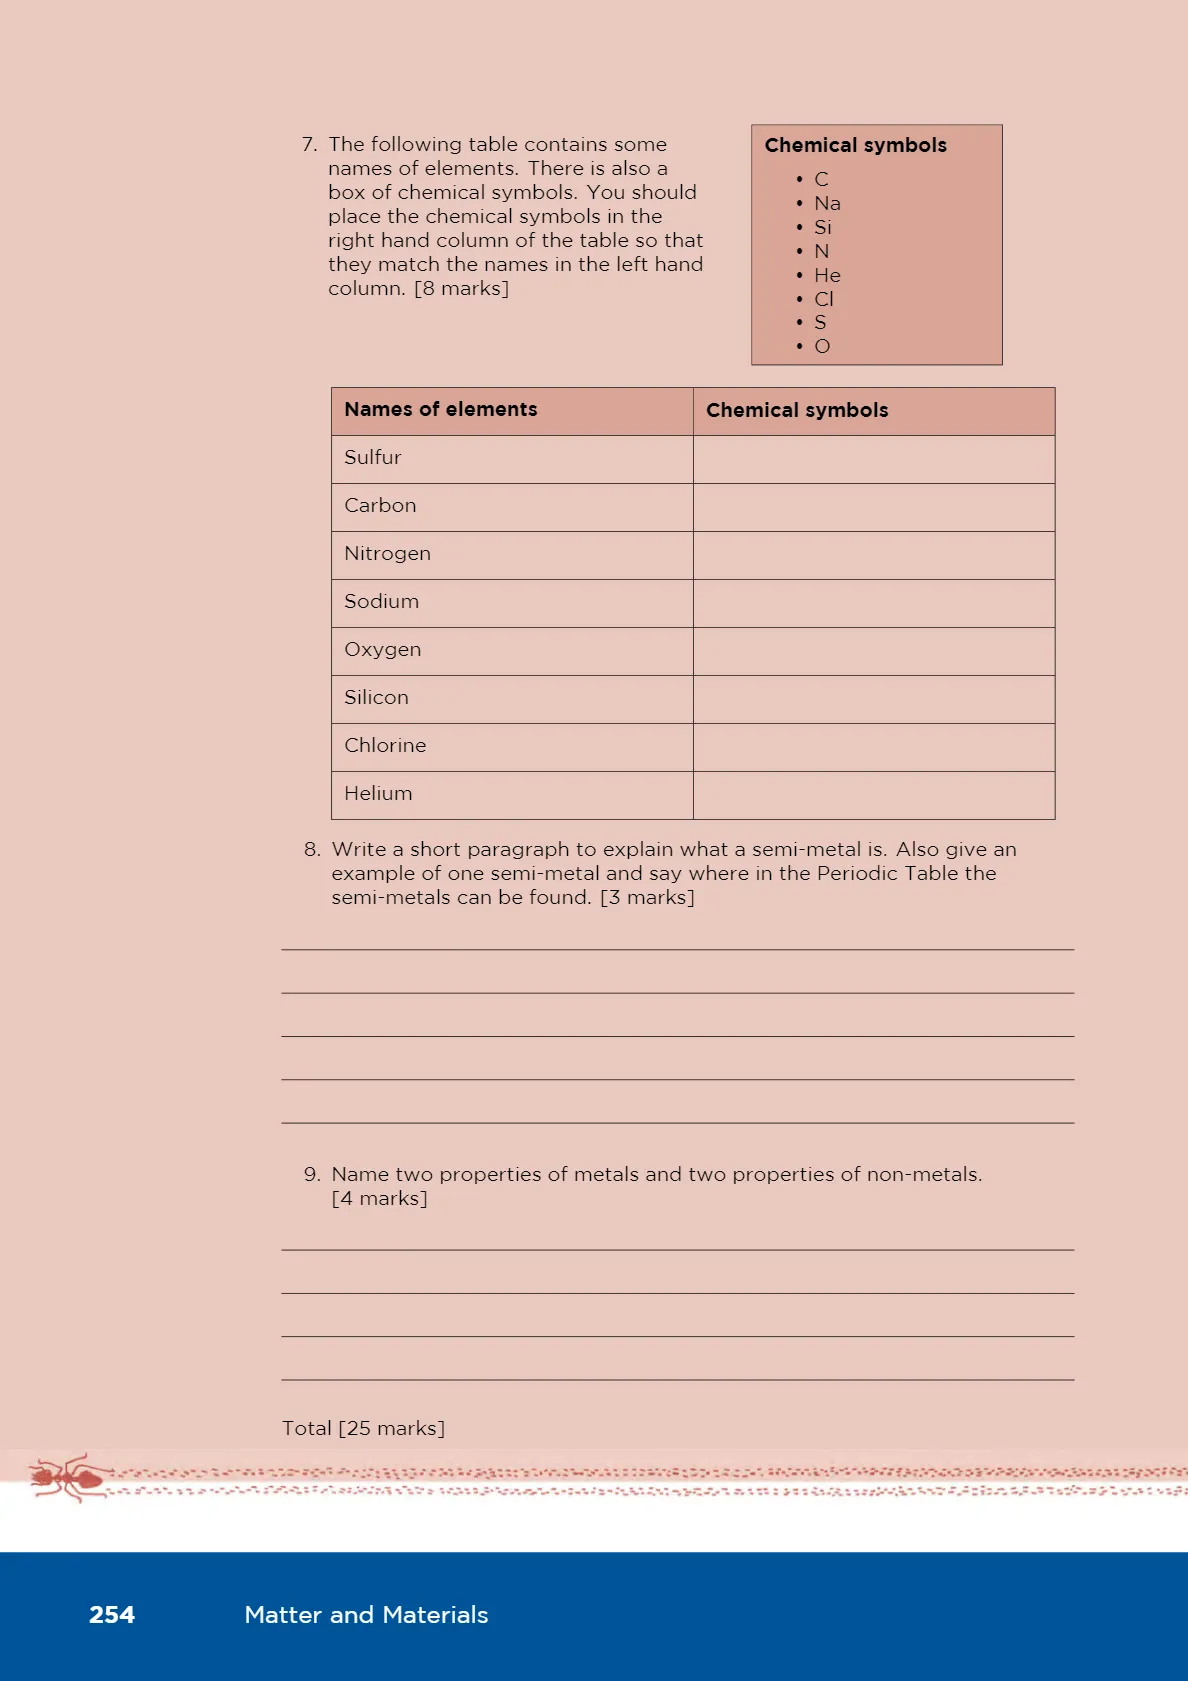 7. The following table contains some
names of elements. There is also a
box of chemical symbols. You should
place the chemical symbols in the
right hand column of the table so that
they match the names in the left hand
column. [8 marks]
Chemical symbols
• C
• Na
• Si
• N
• He
• Cl
• S
• O
Names of elements Chemical symbols
Sulfur
Carbon
Nitrogen
Sodium
Oxygen
Silicon
Chlorine
Helium
8. Write a short paragraph to explain what a semi-metal is. Also give an
example of one semi-metal and say where in the Periodic Table the
semi-metals can be found. [3 marks]
9. Name two properties of metals and two properties of non-metals.
[4 marks]
Total [25 marks]
254 Matter and Materials